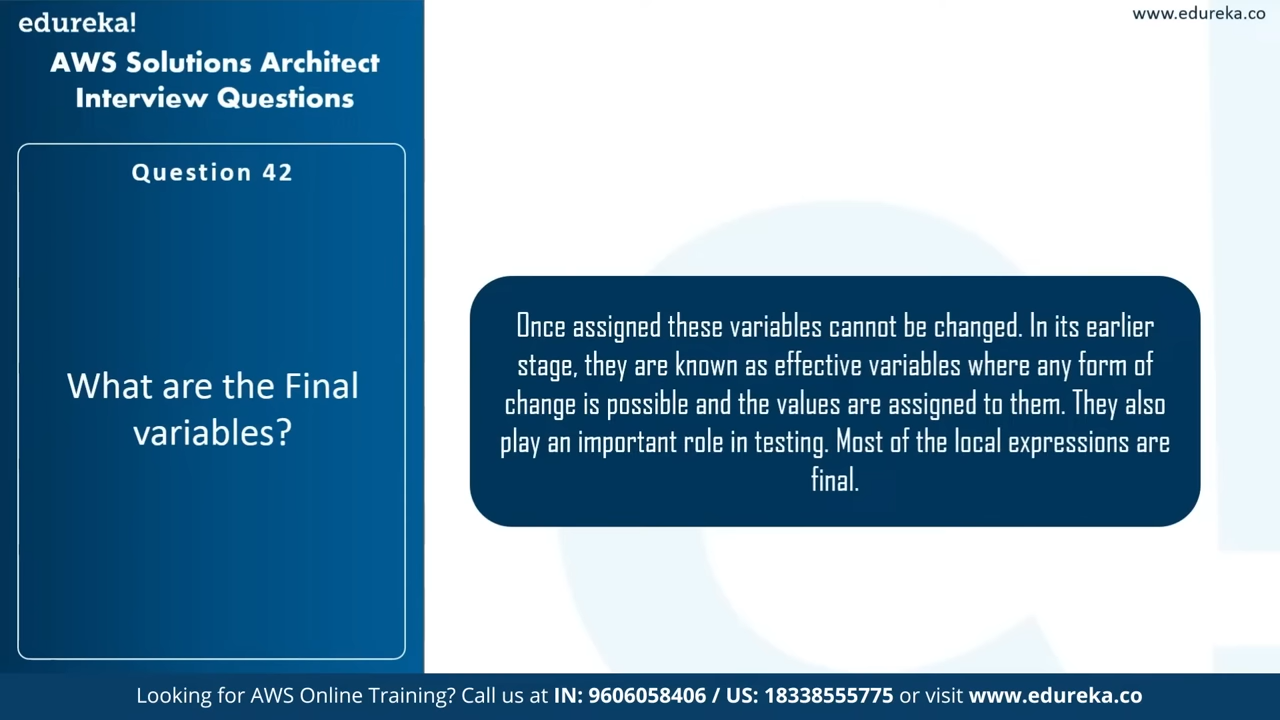 edureka!
www.edureka.co
AWS Solutions Architect
Interview Questions
Question 42
What are the Final
variables?
Once assigned these variables cannot be changed. In its earlier
stage, they are known as effective variables where any form of
change is possible and the values are assigned to them. They also
play an important role in testing. Most of the local expressions are
final.
Looking for AWS Online Training? Call us at IN: 9606058406 / US: 18338555775 or visit www.edureka.co